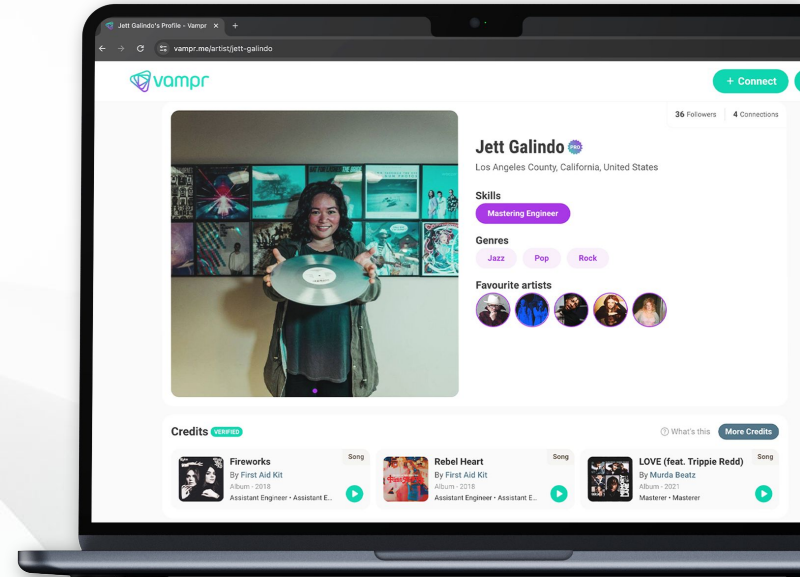 Jett Galindo's Profile - Vampr
vampr.me/artist/jett-galindo
vampr
+ Connect
36 Followers 4 Connections
Jett Galindo PRO
Los Angeles County, California, United States
Skills
Mastering Engineer
Genres
Jazz Pop Rock
Favourite artists
Credits VERIFIED
What's this
More Credits
Fireworks Song
By First Aid Kit
Album - 2018
Assistant Engineer • Assistant E...
Rebel Heart Song
By First Aid Kit
Album - 2018
Assistant Engineer • Assistant E...
LOVE (feat. Trippie Redd) Song
By Murda Beatz
Album - 2021
Masterer • Masterer